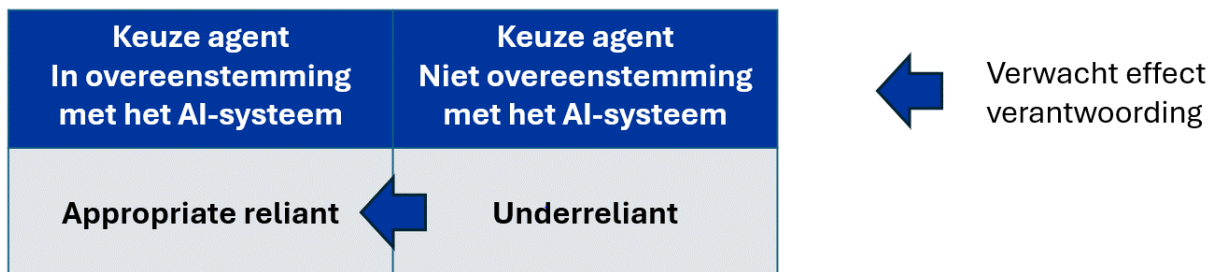 Keuze agent
In overeenstemming
met het AI-systeem
Keuze agent
Niet overeenstemming
met het AI-systeem
Verwacht effect
verantwoording
Appropriate reliant
Underreliant